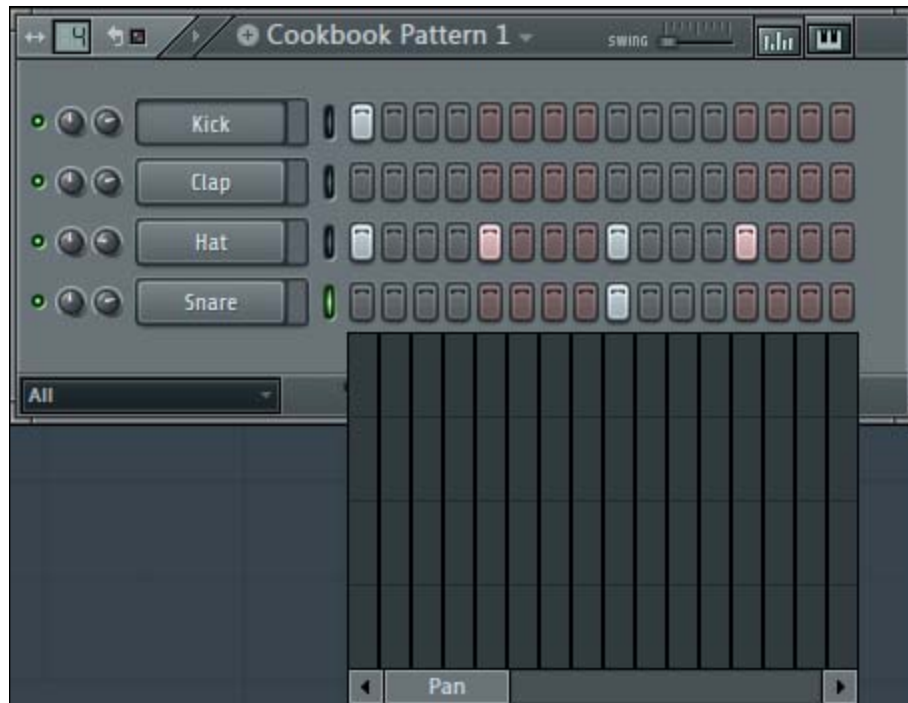 4
Cookbook Pattern 1
SWING
Kick
Clap
Hat
Snare
All
Pan